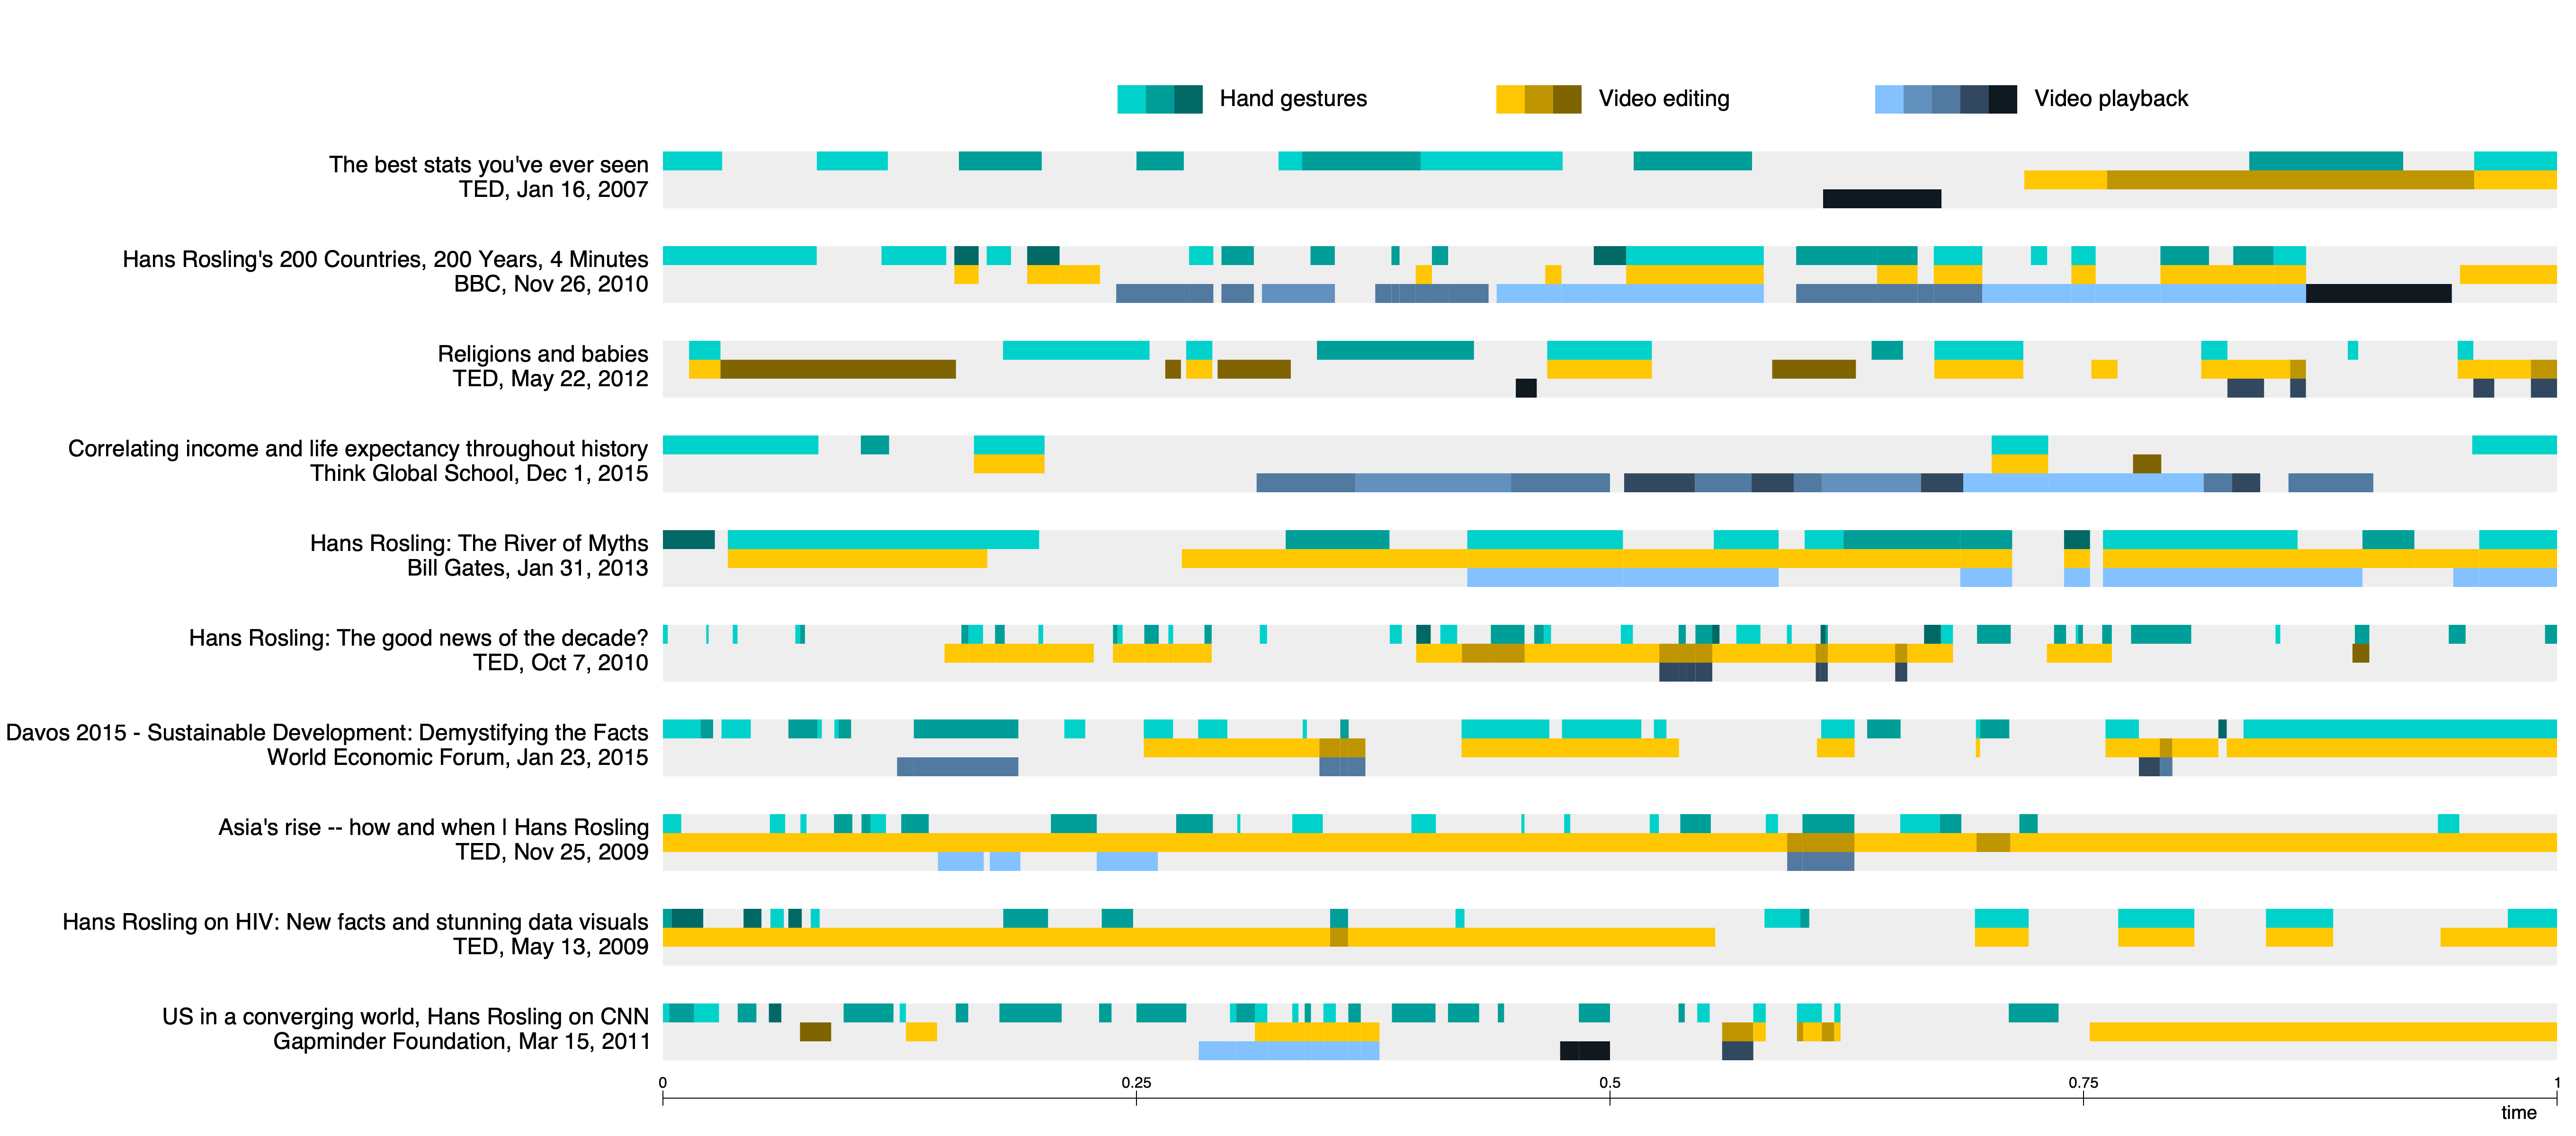 Hand gestures
Video editing
Video playback
The best stats you've ever seen
TED, Jan 16, 2007
Hans Rosling's 200 Countries, 200 Years, 4 Minutes
BBC, Nov 26, 2010
Religions and babies
TED, May 22, 2012
Correlating income and life expectancy throughout history
Think Global School, Dec 1, 2015
Hans Rosling: The River of Myths
Bill Gates, Jan 31, 2013
Hans Rosling: The good news of the decade?
TED, Oct 7, 2010
Davos 2015 - Sustainable Development: Demystifying the Facts
World Economic Forum, Jan 23, 2015
Asia's rise -- how and when | Hans Rosling
TED, Nov 25, 2009
Hans Rosling on HIV: New facts and stunning data visuals
TED, May 13, 2009
US in a converging world, Hans Rosling on CNN
Gapminder Foundation, Mar 15, 2011
0 0.25 0.5 0.75 1
time